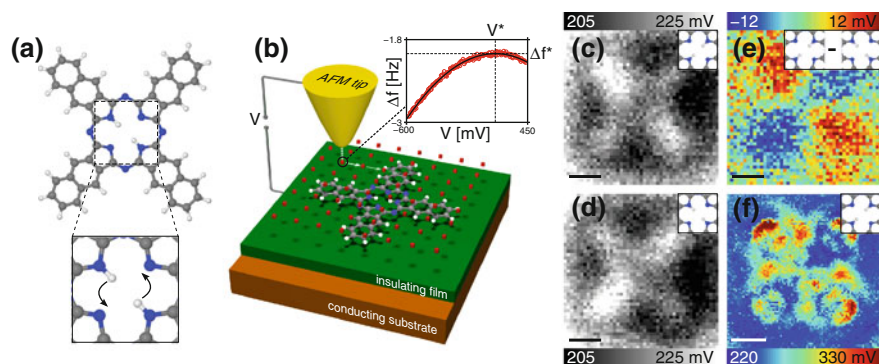 (a)
(b)
AFM tip
V
insulating film
conducting substrate
V*
Δf*
−1.8
Δf [Hz]
−3
−600
V [mV]
450
205 225 mV
(c)
−12 12 mV
(e)
-
(d)
205 225 mV
(f)
220 330 mV